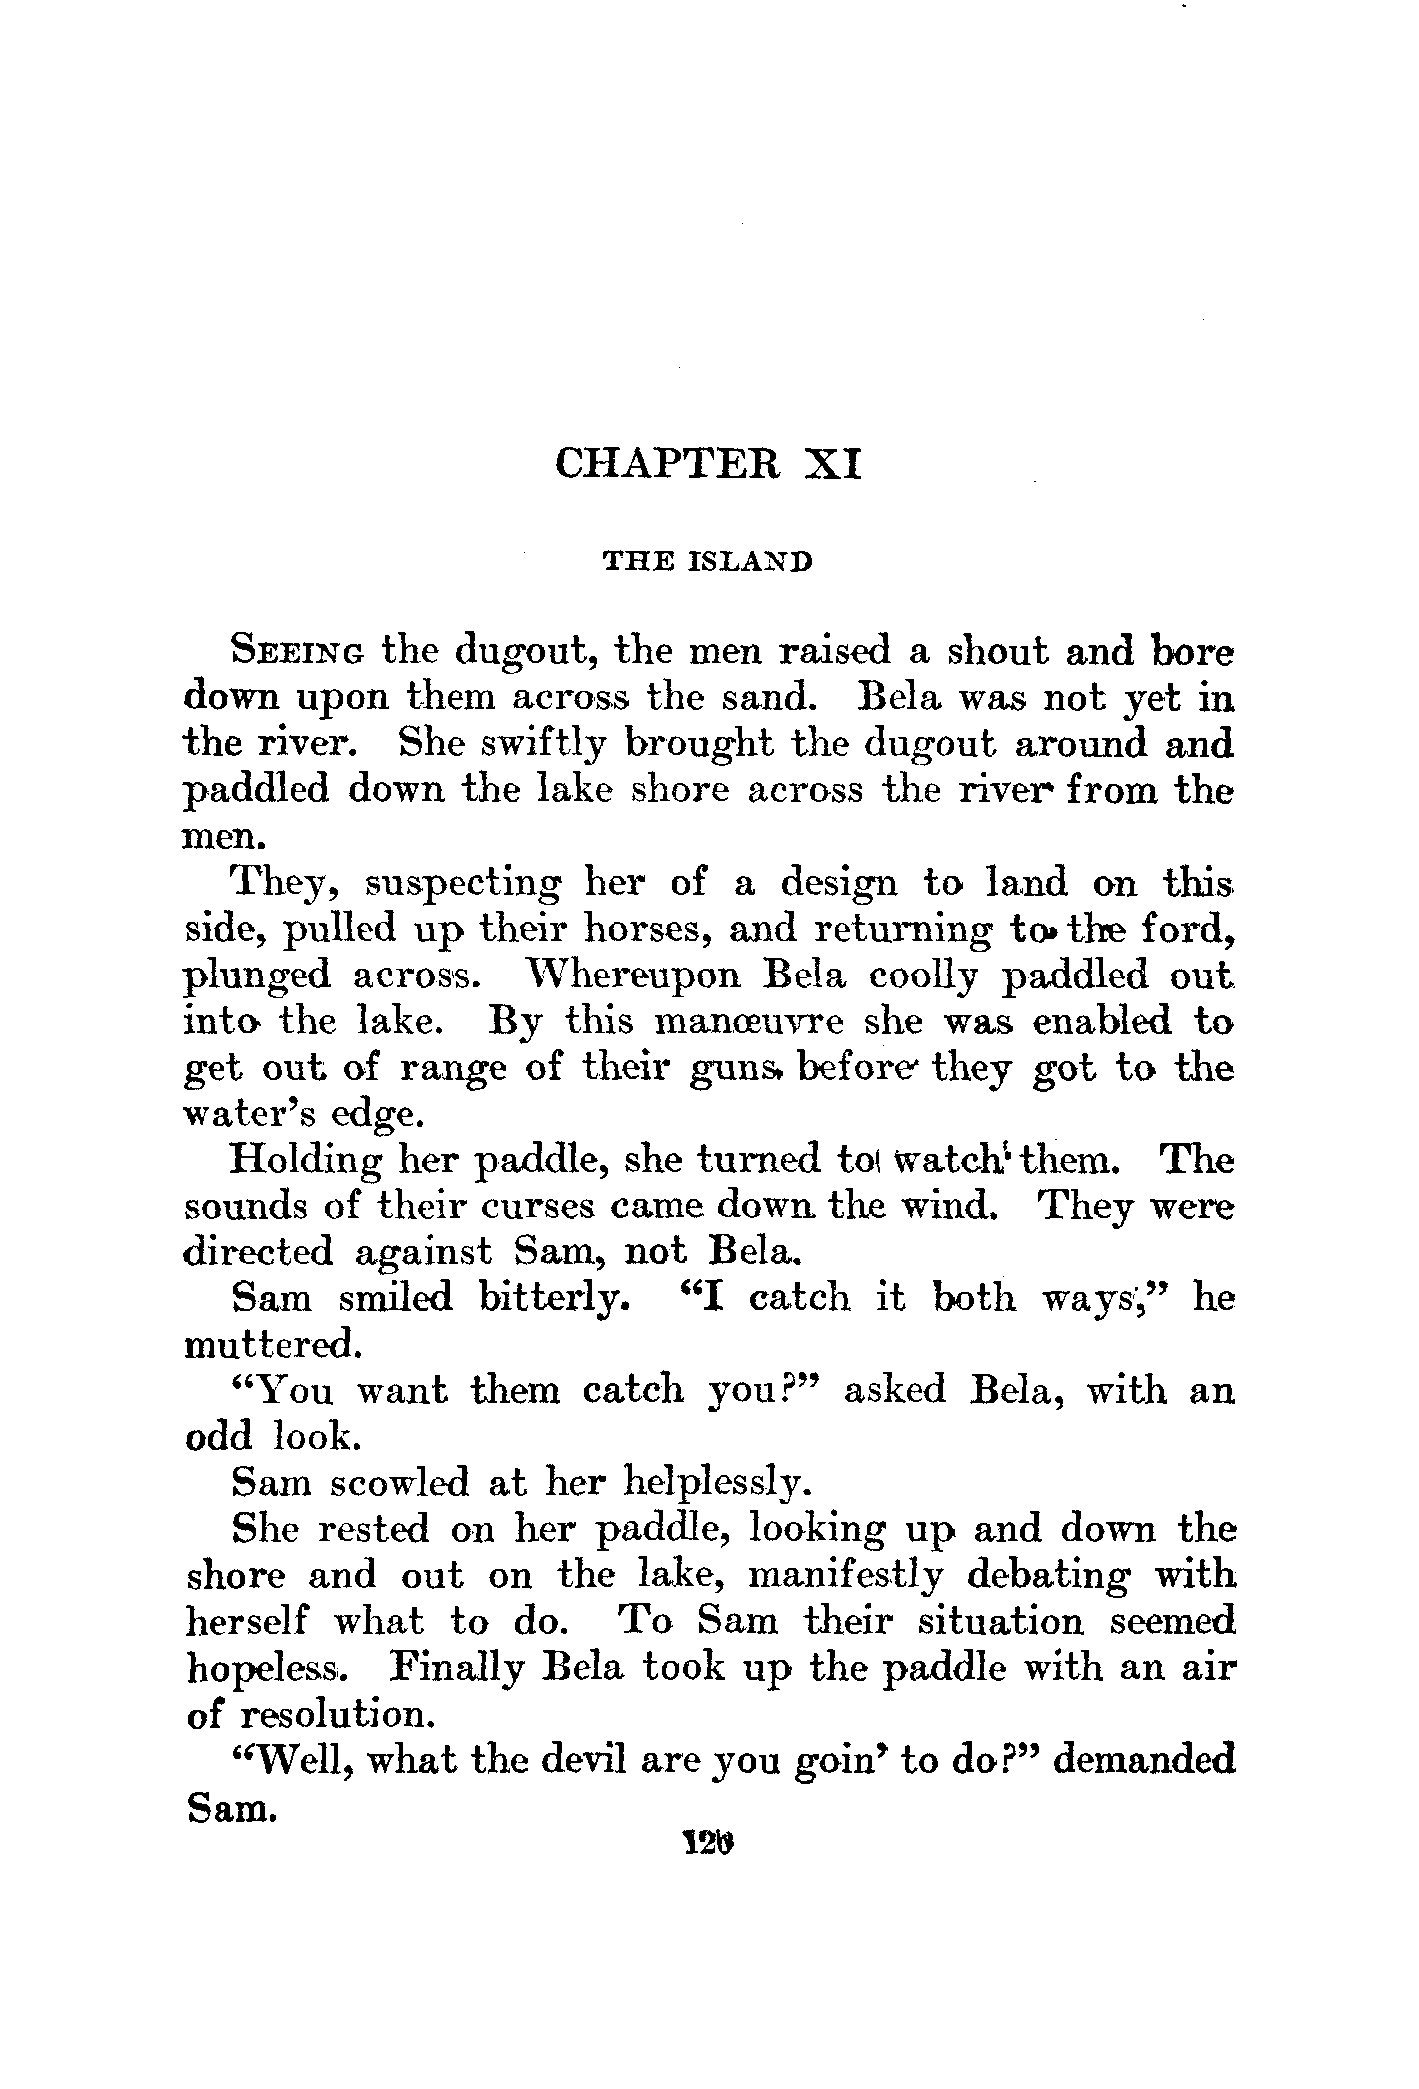 CHAPTER XI
THE ISLAND
Seeing the dugout, the men raised a shout and bore
down upon them across the sand. Bela was not yet in
the river. She swiftly brought the dugout around and
paddled down the lake shore across the river from the
men.
They, suspecting her of a design to land on this
side, pulled up their horses, and returning to the ford,
plunged across. Whereupon Bela coolly paddled out
into the lake. By this manœuvre she was enabled to
get out of range of their guns before they got to the
water's edge.
Holding her paddle, she turned to watch them. The
sounds of their curses came down the wind. They were
directed against Sam, not Bela.
Sam smiled bitterly. “I catch it both ways,” he
muttered.
“You want them catch you?” asked Bela, with an
odd look.
Sam scowled at her helplessly.
She rested on her paddle, looking up and down the
shore and out on the lake, manifestly debating with
herself what to do. To Sam their situation seemed
hopeless. Finally Bela took up the paddle with an air
of resolution.
“Well, what the devil are you goin’ to do?” demanded
Sam.